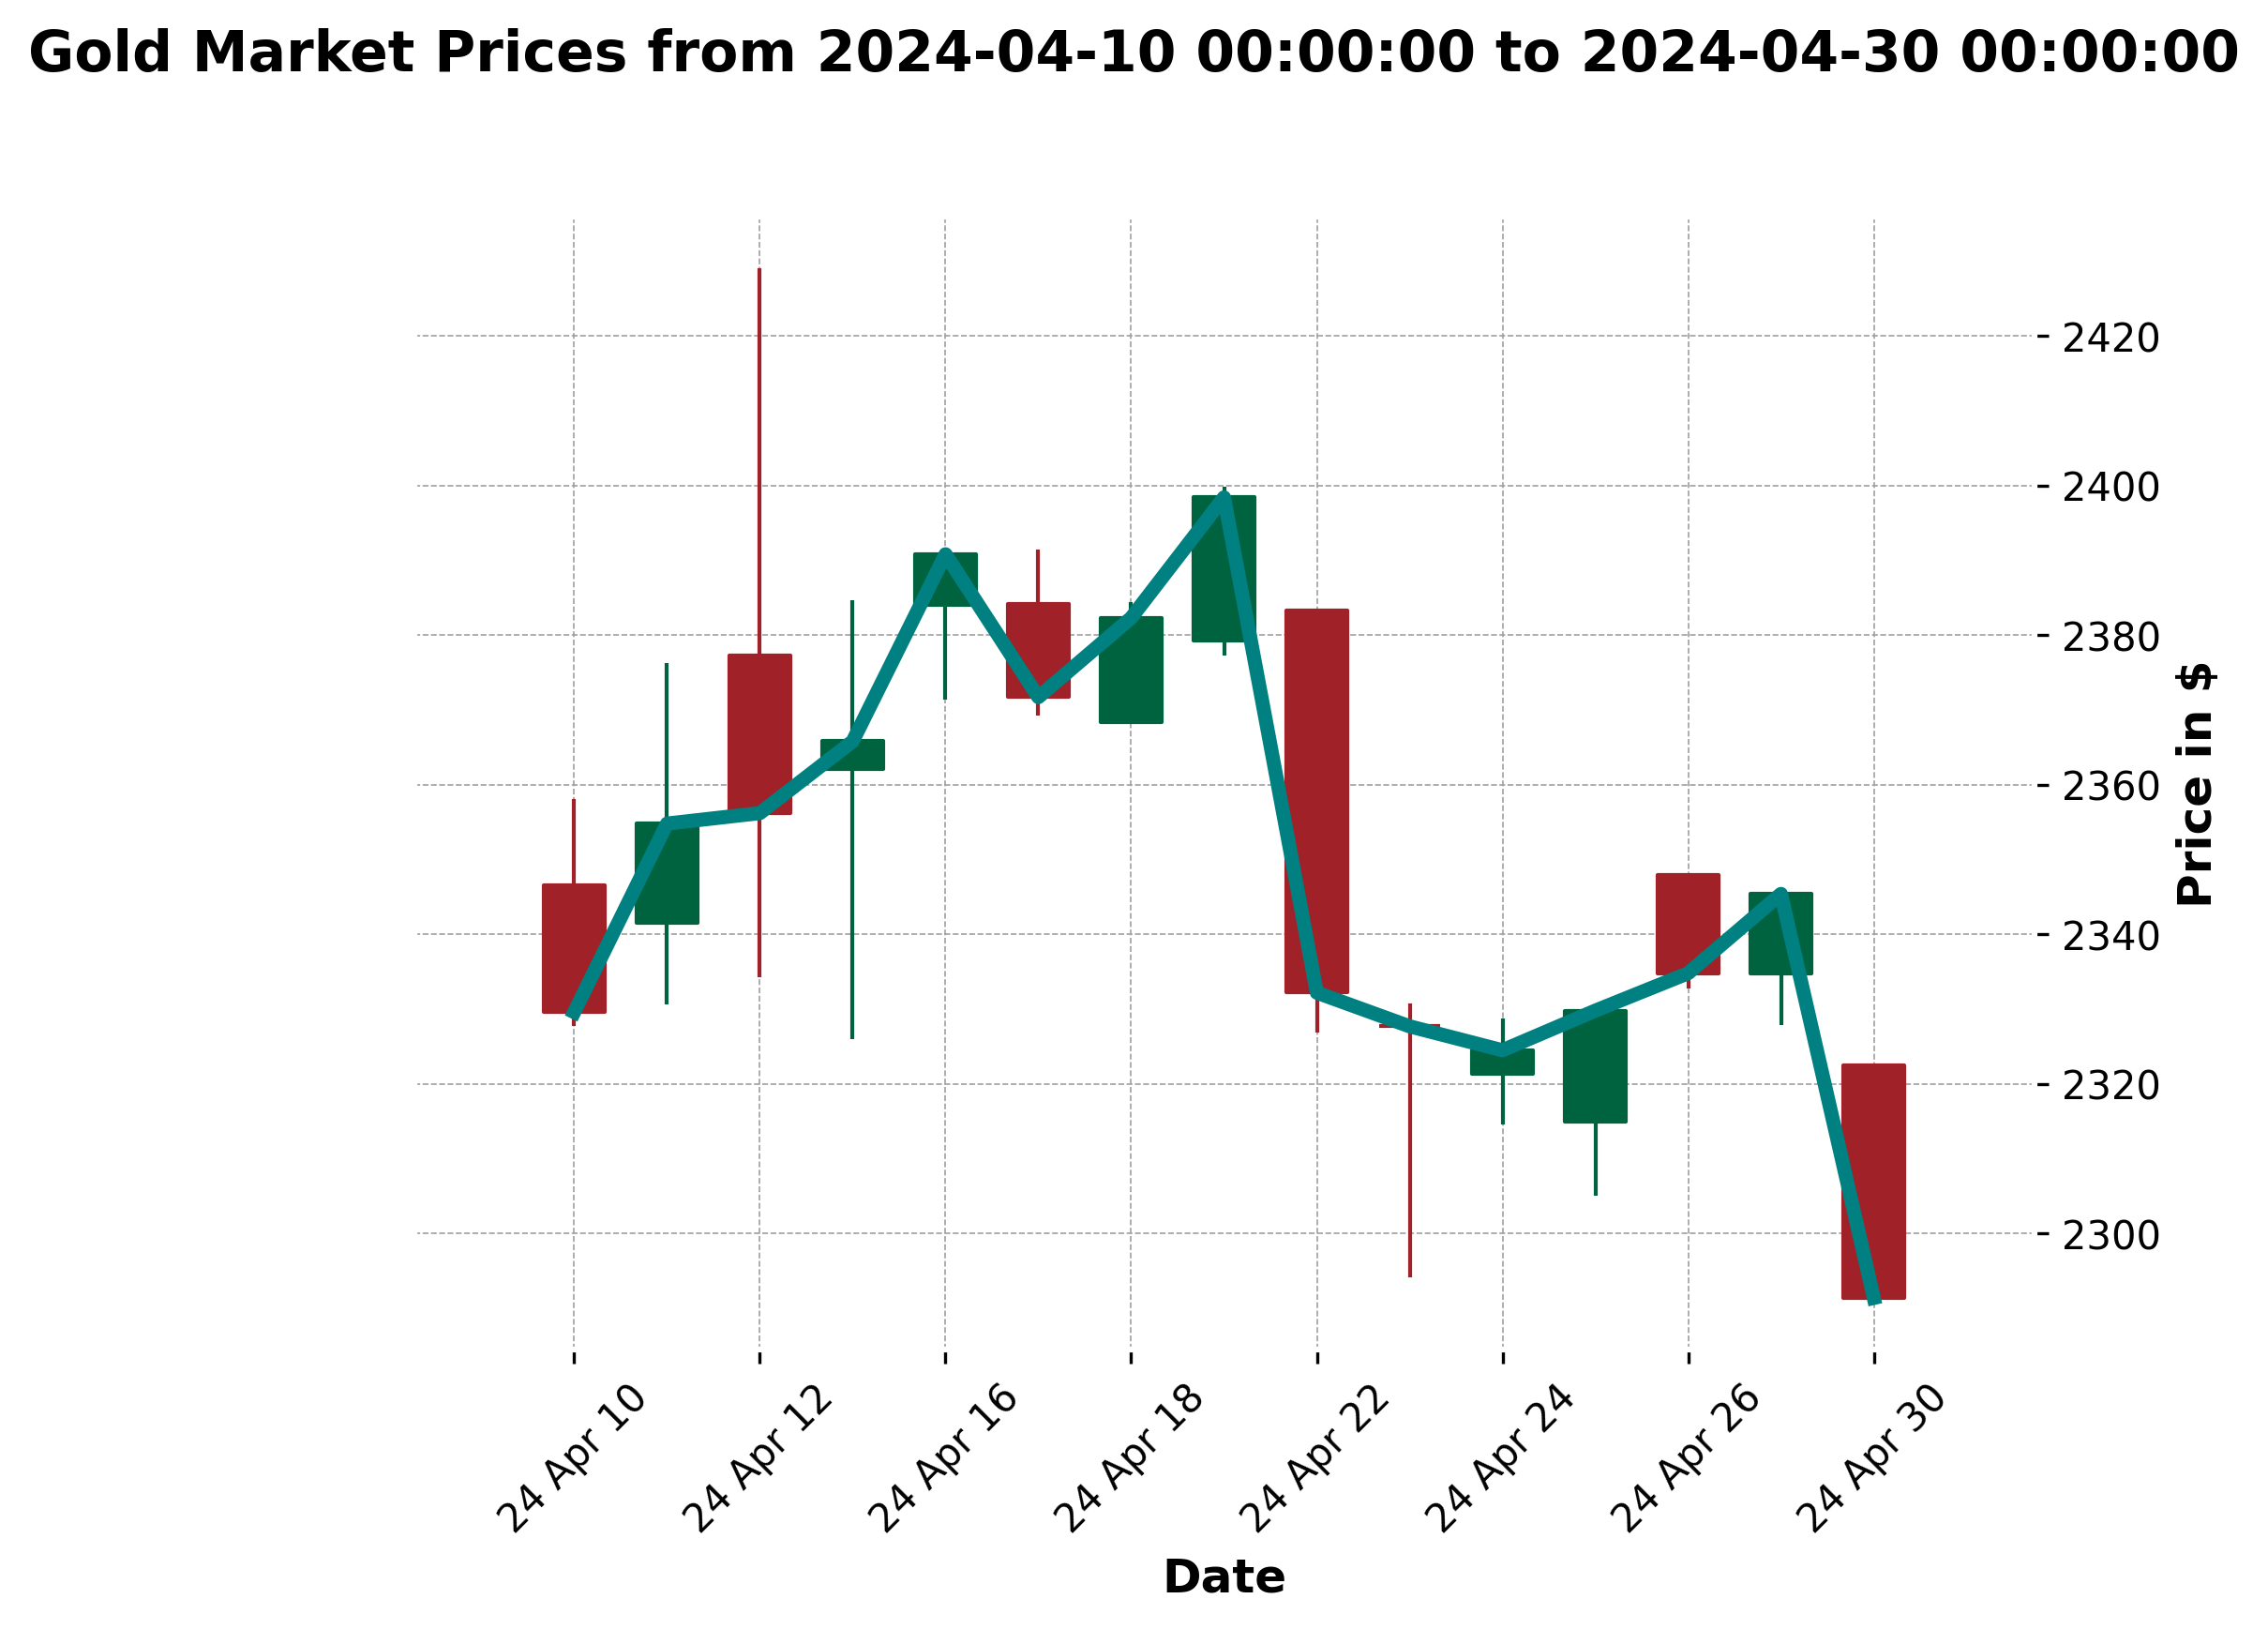 Gold Market Prices from 2024-04-10 00:00:00 to 2024-04-30 00:00:00
2420
2400
2380
2360
2340
2320
2300
Price in $
24 Apr 10
24 Apr 12
24 Apr 16
24 Apr 18
24 Apr 22
24 Apr 24
24 Apr 26
24 Apr 30
Date